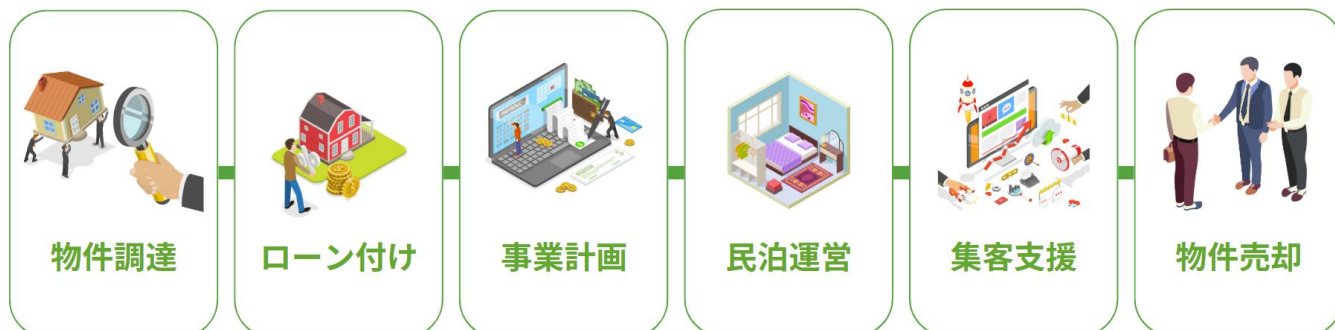 物件調達
ローン付け
事業計画
民泊運営
集客支援
物件売却